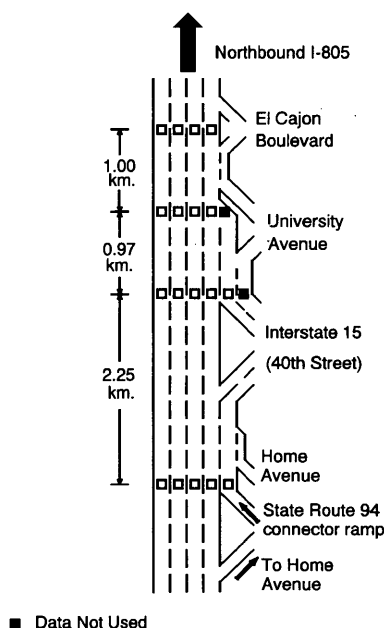 Northbound I-805
El Cajon
Boulevard
1.00
km.
University
Avenue
0.97
km.
Interstate 15
(40th Street)
2.25
km.
Home
Avenue
State Route 94
connector ramp
To Home
Avenue
Data Not Used